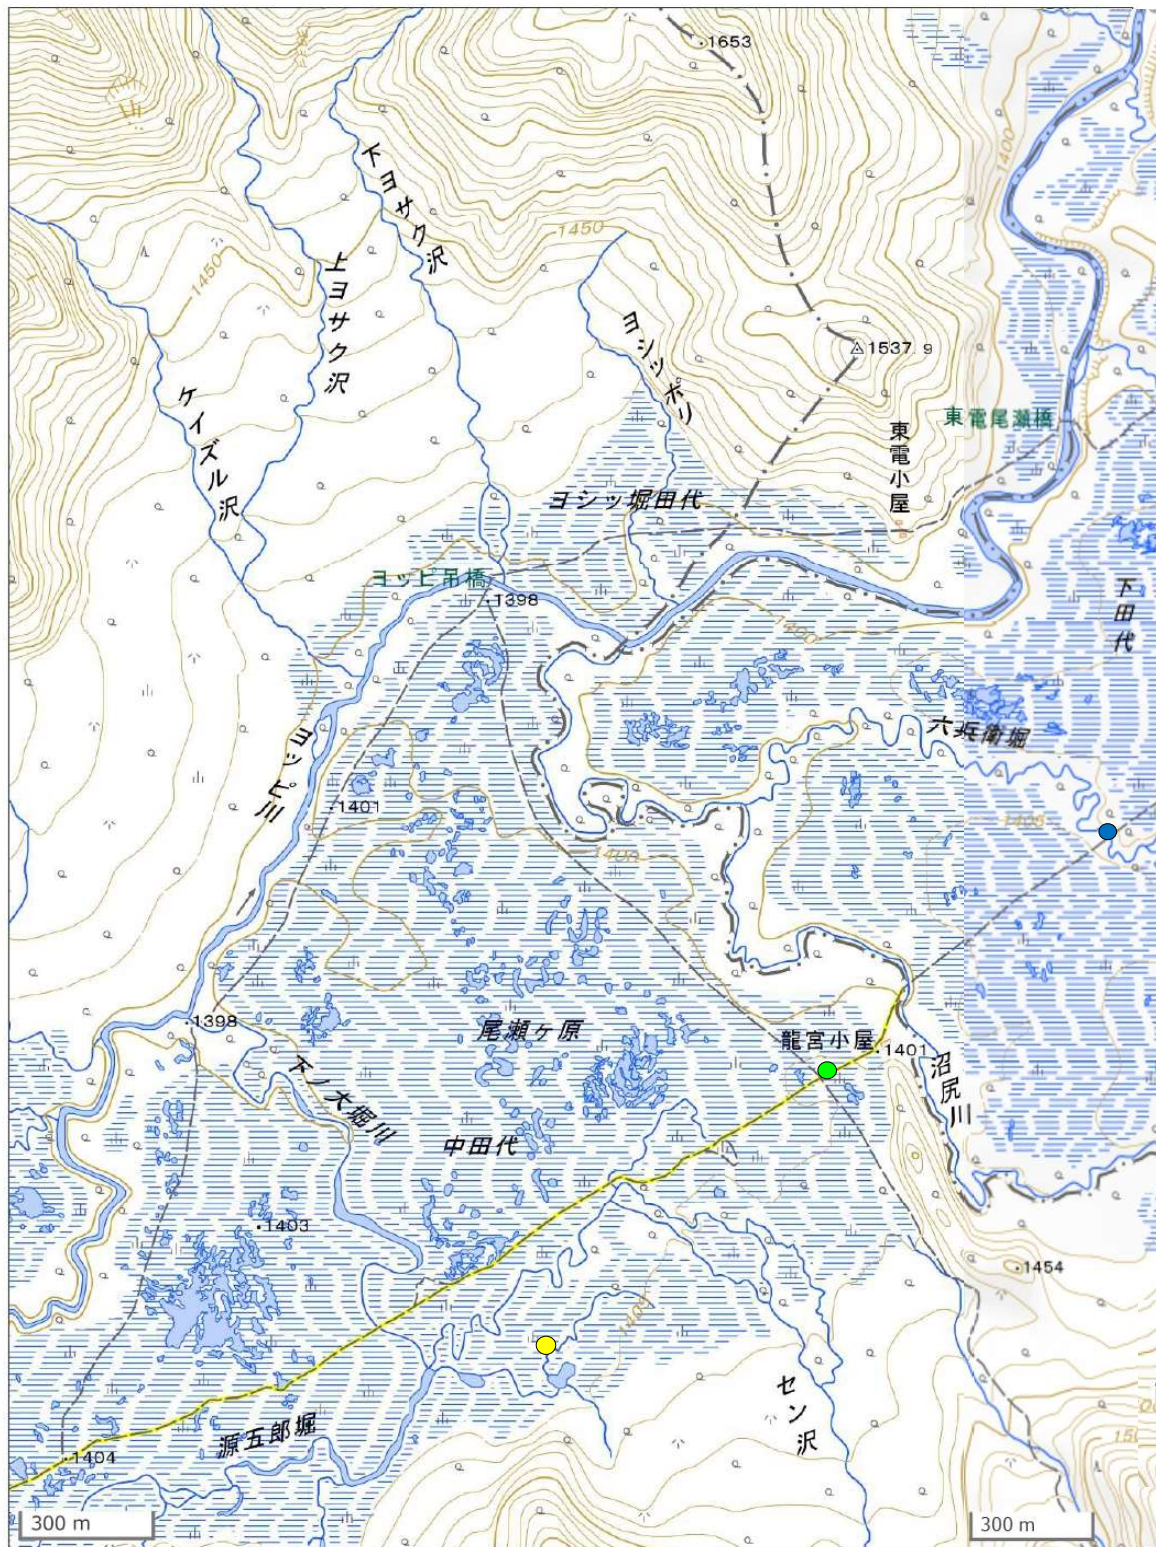 1653
下ヨサク沢
1450
1400
1450
上ヨサク沢
ヨシッポリ
1537.9
ケイズル沢
東電尾瀬橋
東電小屋
ヨシッ堀田代
ヨッピ吊橋
1398
下田代
1400
六兵衛堀
ヨッピ川
1401
1405
1400
1398
尾瀬ヶ原
龍宮小屋
1401
沼尻川
下ノ大堀川
中田代
1403
1454
セン沢
源五郎堀
1404
300 m
300 m